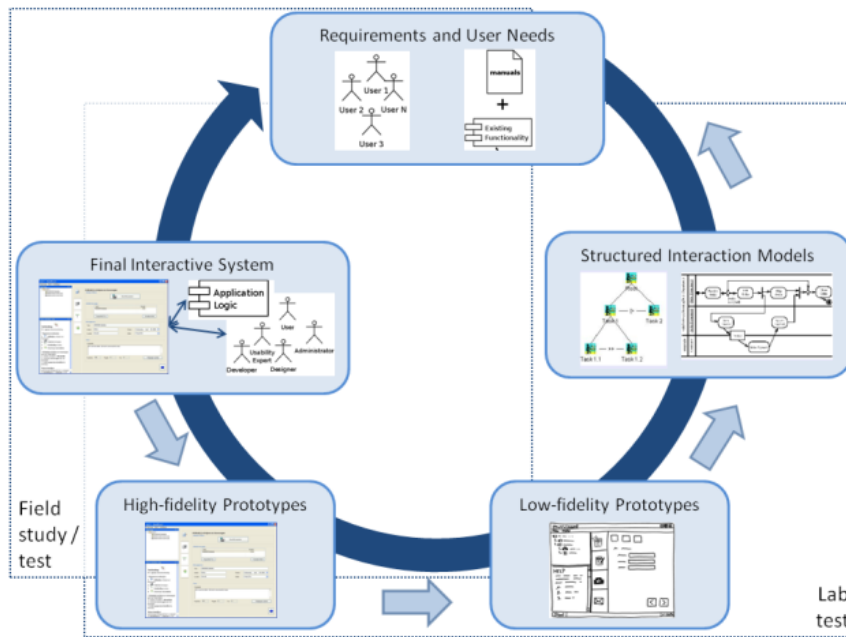 Requirements and User Needs
User 1
User 2
User N
User 3
manuals
+
Existing
Functionality
Final Interactive System
Application
Logic
User
Usability
Expert
Administrator
Developer
Designer
Structured Interaction Models
Task 1
Task 2
Task 1.1
Task 1.2
Field
study /
test
High-fidelity Prototypes
Low-fidelity Prototypes
HELP
Lab
test